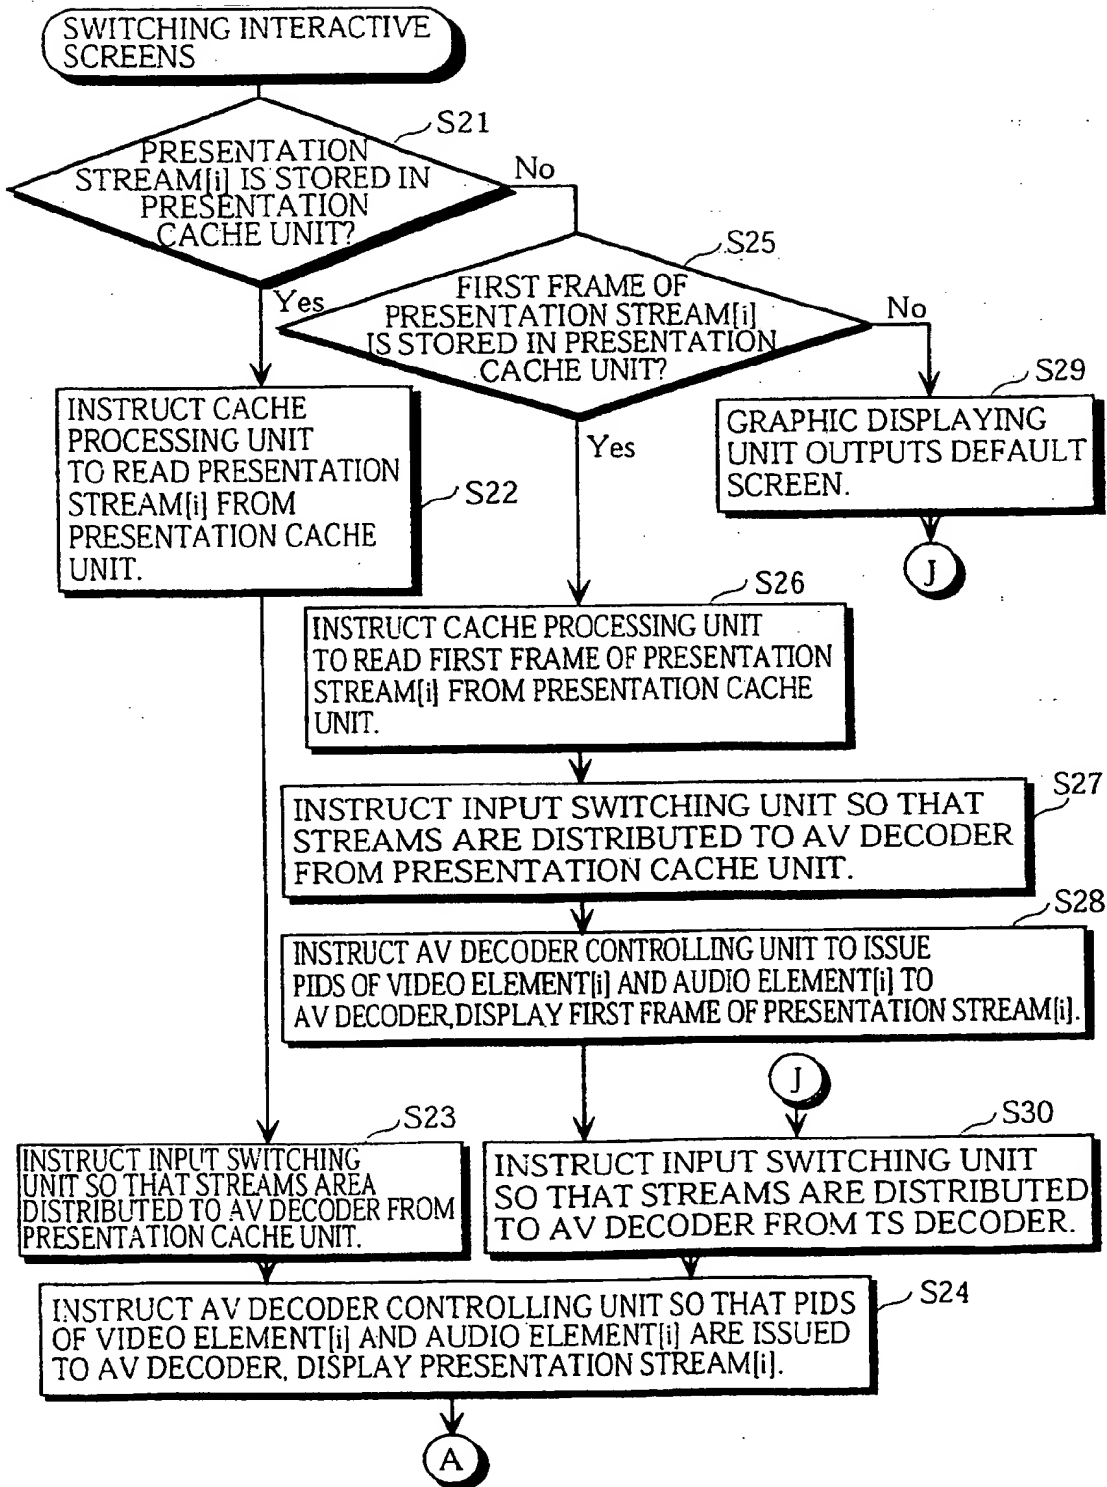 SWITCHING INTERACTIVE
SCREENS
S21
PRESENTATION
STREAM[i] IS STORED IN
PRESENTATION
CACHE UNIT?
No
Yes
S25
FIRST FRAME OF
PRESENTATION STREAM[i]
IS STORED IN PRESENTATION
CACHE UNIT?
No
Yes
S29
GRAPHIC DISPLAYING
UNIT OUTPUTS DEFAULT
SCREEN.
J
INSTRUCT CACHE
PROCESSING UNIT
TO READ PRESENTATION
STREAM[i] FROM
PRESENTATION CACHE
UNIT.
S22
S26
INSTRUCT CACHE PROCESSING UNIT
TO READ FIRST FRAME OF PRESENTATION
STREAM[i] FROM PRESENTATION CACHE
UNIT.
S27
INSTRUCT INPUT SWITCHING UNIT SO THAT
STREAMS ARE DISTRIBUTED TO AV DECODER
FROM PRESENTATION CACHE UNIT.
S28
INSTRUCT AV DECODER CONTROLLING UNIT TO ISSUE
PIDS OF VIDEO ELEMENT[i] AND AUDIO ELEMENT[i] TO
AV DECODER,DISPLAY FIRST FRAME OF PRESENTATION STREAM[i].
J
S23
INSTRUCT INPUT SWITCHING
UNIT SO THAT STREAMS AREA
DISTRIBUTED TO AV DECODER FROM
PRESENTATION CACHE UNIT.
S30
INSTRUCT INPUT SWITCHING UNIT
SO THAT STREAMS ARE DISTRIBUTED
TO AV DECODER FROM TS DECODER.
S24
INSTRUCT AV DECODER CONTROLLING UNIT SO THAT PIDS
OF VIDEO ELEMENT[i] AND AUDIO ELEMENT[i] ARE ISSUED
TO AV DECODER, DISPLAY PRESENTATION STREAM[i].
A